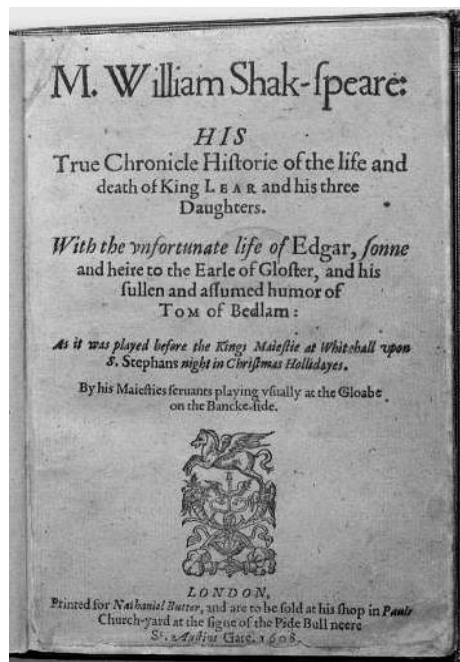 M. William Shak-ſpeare:
HIS
True Chronicle Hiſtorie of the life and
death of King LEAR and his three
Daughters.
With the vnfortunate life of Edgar, ſonne
and heire to the Earle of Gloſter, and his
ſullen and aſſumed humor of
TOM of Bedlam:
As it was played before the Kings Maieſtie at Whitehall vpon
S. Stephans night in Chriſtmas Hollidayes.
By his Maieſties ſeruants playing vſually at the Gloabe
on the Bancke-ſide.
LONDON,
Printed for Nathaniel Butter, and are to be ſold at his ſhop in Pauls
Church-yard at the ſigne of the Pide Bull neere
St. Auſtins Gate. 1608.